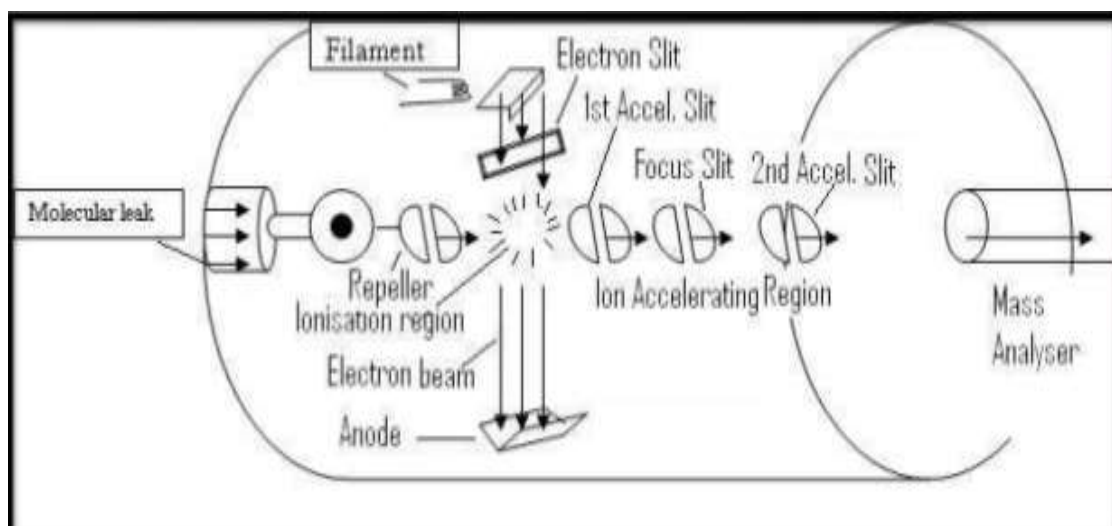 Filament
Electron Slit
1st Accel. Slit
Focus Slit
2nd Accel. Slit
Molecular leak
Repeller
Ionisation region
Ion Accelerating Region
Mass
Analyser
Electron beam
Anode